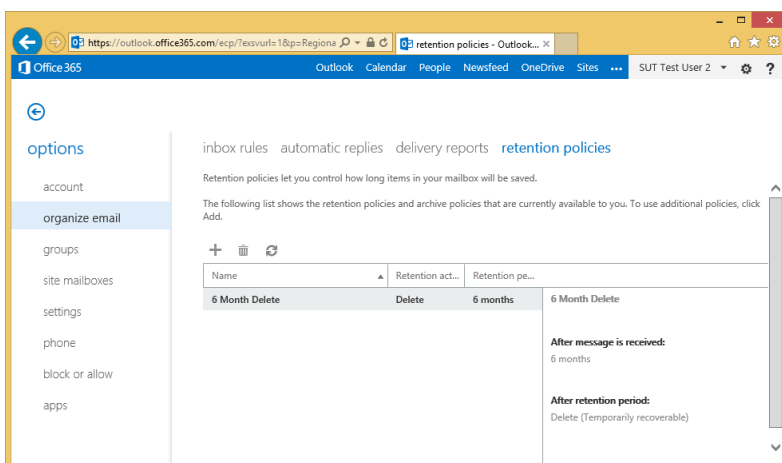 https://outlook.office365.com/ecp/?exsvurl=1&p=Regiona
retention policies - Outlook...
Office 365
Outlook Calendar People Newsfeed OneDrive Sites ••• SUT Test User 2 ?
options
account
organize email
groups
site mailboxes
settings
phone
block or allow
apps
inbox rules automatic replies delivery reports retention policies
Retention policies let you control how long items in your mailbox will be saved.
The following list shows the retention policies and archive policies that are currently available to you. To use additional policies, click
Add.
Name Retention act... Retention pe...
6 Month Delete Delete 6 months
6 Month Delete
After message is received:
6 months
After retention period:
Delete (Temporarily recoverable)